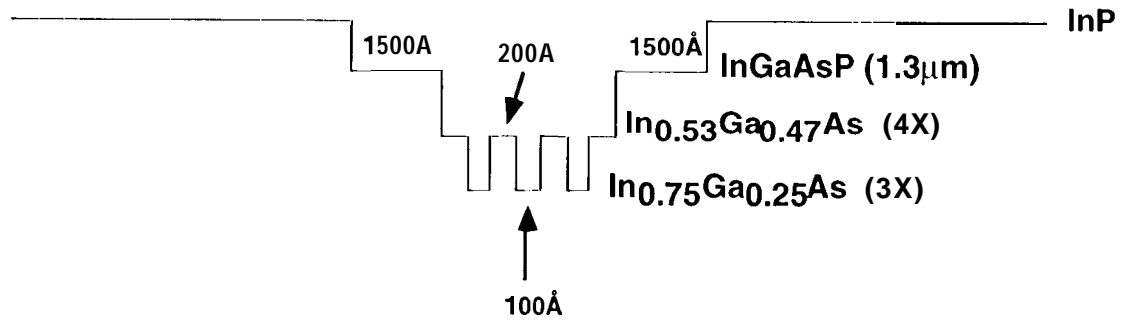 InP
1500A
200A
1500Å
InGaAsP (1.3μm)
In0.53Ga0.47As (4X)
In0.75Ga0.25As (3X)
100Å